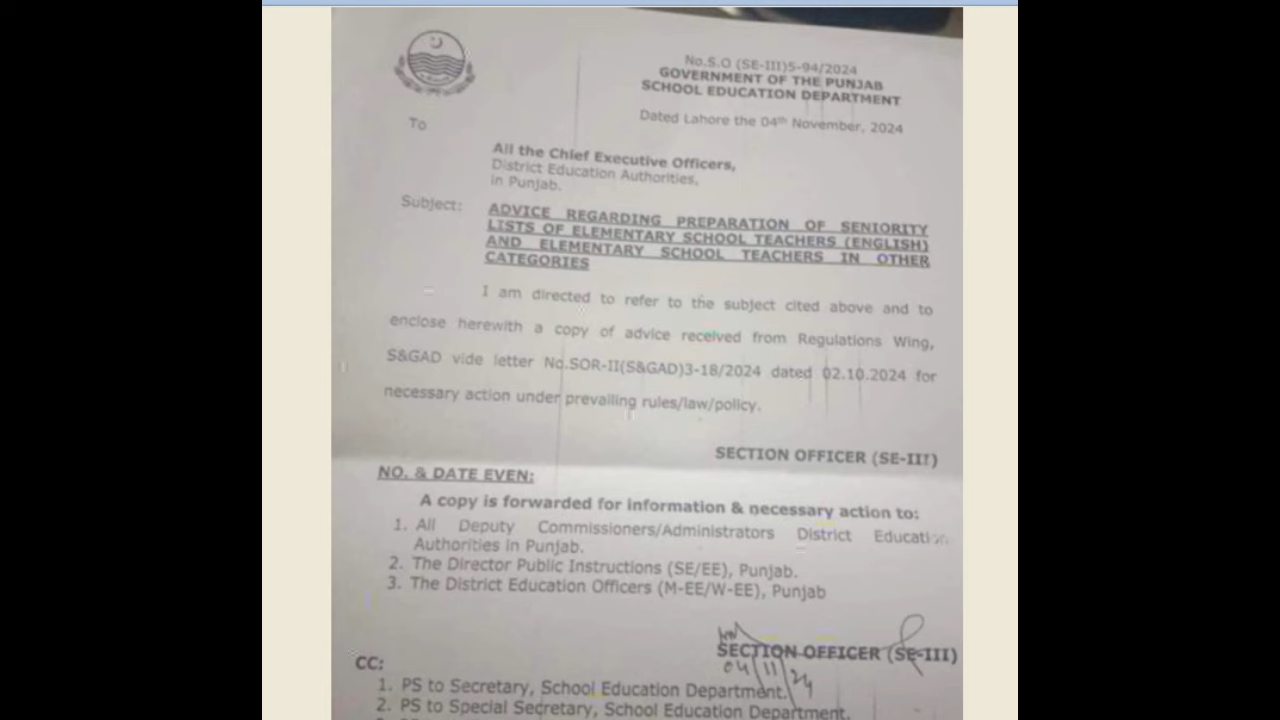 No.S.O (SE-III)5-94/2024
GOVERNMENT OF THE PUNJAB
SCHOOL EDUCATION DEPARTMENT
Dated Lahore the 04th November, 2024
To
All the Chief Executive Officers,
District Education Authorities,
in Punjab.
Subject: ADVICE REGARDING PREPARATION OF SENIORITY
LISTS OF ELEMENTARY SCHOOL TEACHERS (ENGLISH)
AND ELEMENTARY SCHOOL TEACHERS IN OTHER
CATEGORIES
I am directed to refer to the subject cited above and to
enclose herewith a copy of advice received from Regulations Wing,
S&GAD vide letter No.SOR-II(S&GAD)3-18/2024 dated 02.10.2024 for
necessary action under prevailing rules/law/policy.
SECTION OFFICER (SE-III)
NO. & DATE EVEN:
A copy is forwarded for information & necessary action to:
1. All Deputy Commissioners/Administrators District Education
Authorities in Punjab.
2. The Director Public Instructions (SE/EE), Punjab.
3. The District Education Officers (M-EE/W-EE), Punjab
SECTION OFFICER (SE-III)
04/11/24
CC:
1. PS to Secretary, School Education Department.
2. PS to Special Secretary, School Education Department.